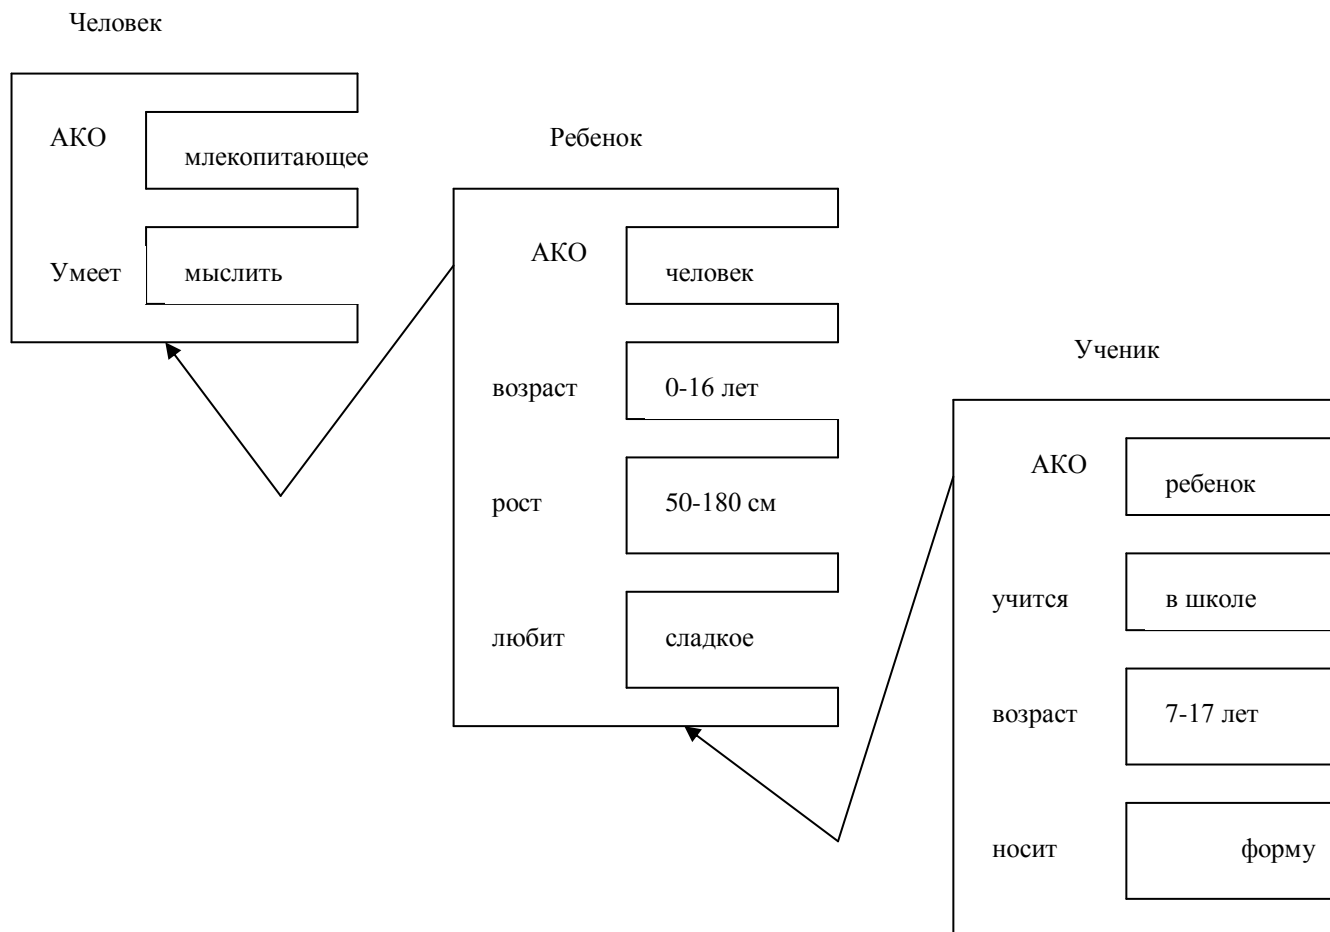 Человек
АКО
млекопитающее
Умеет
мыслить
Ребенок
АКО
человек
возраст
0-16 лет
рост
50-180 см
любит
сладкое
Ученик
АКО
ребенок
учится
в школе
возраст
7-17 лет
носит
форму